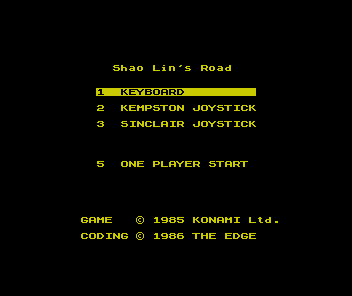 Shao Lin's Road
1 KEYBOARD
2 KEMPSTON JOYSTICK
3 SINCLAIR JOYSTICK
5 ONE PLAYER START
GAME © 1985 KONAMI Ltd.
CODING © 1986 THE EDGE